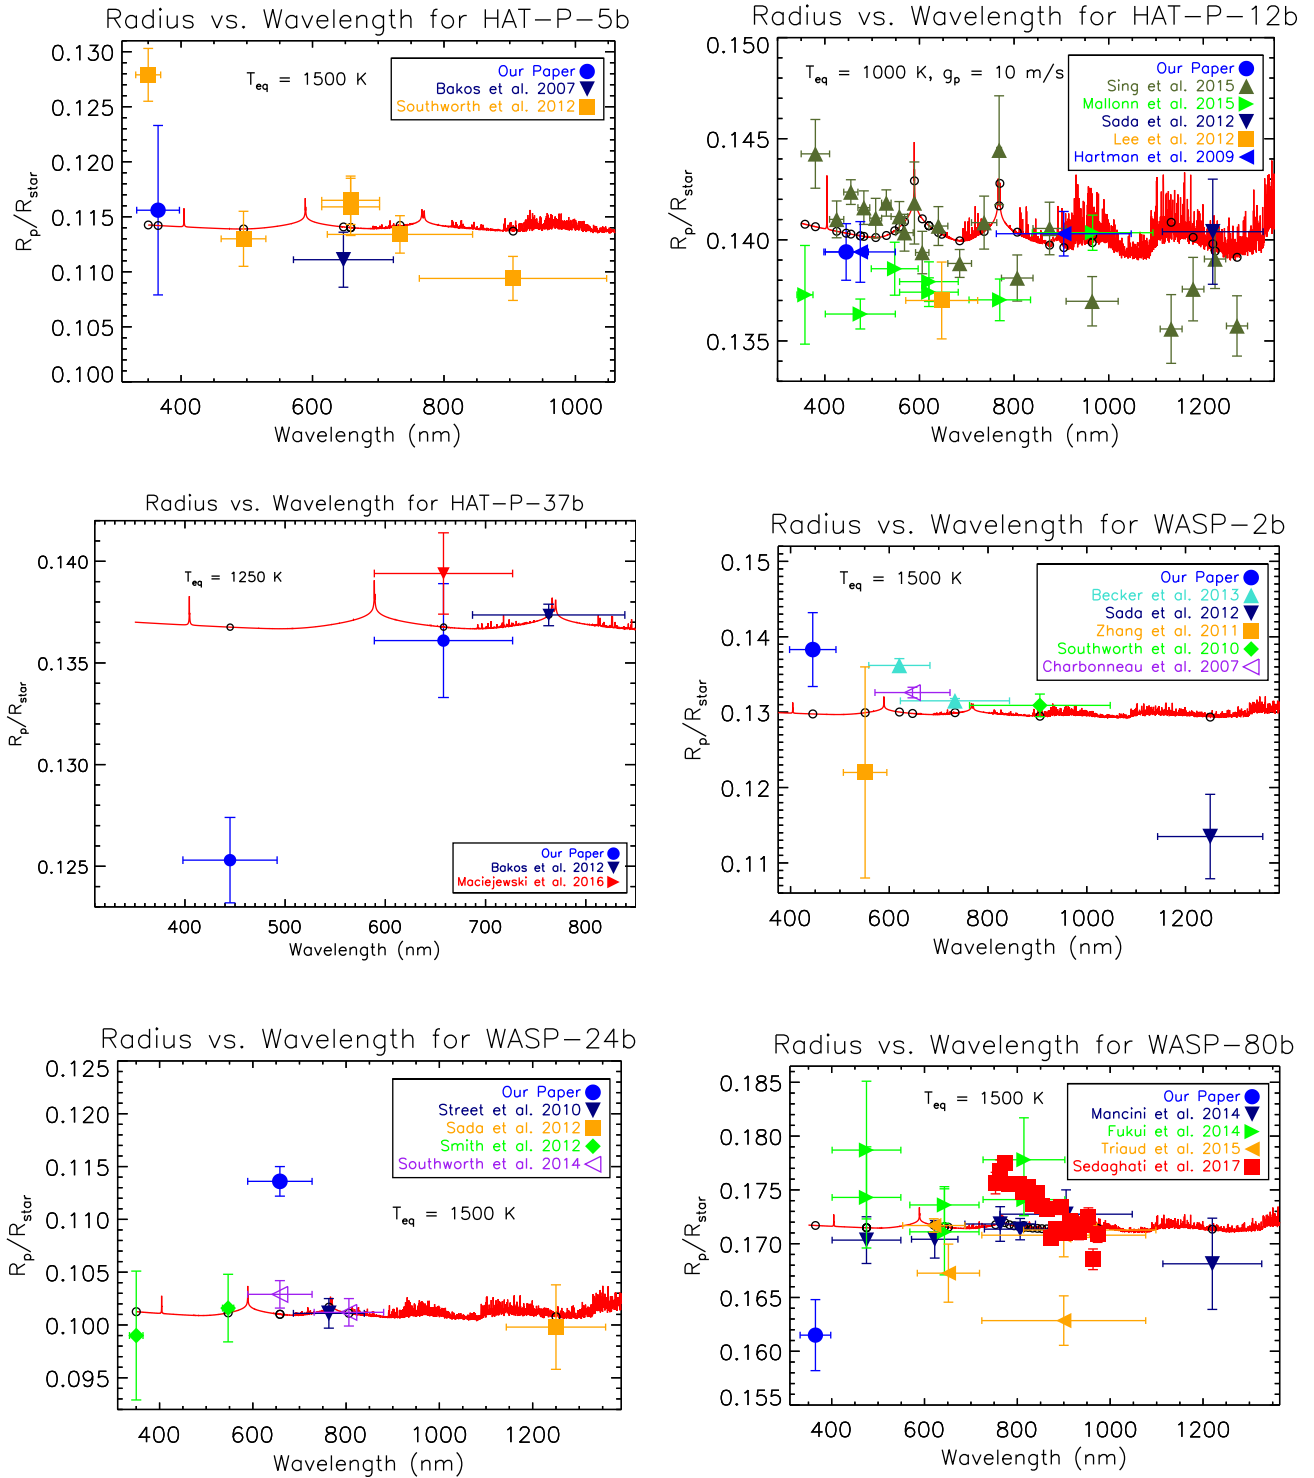 Radius vs. Wavelength for HAT-P-5b
T_eq = 1500 K
Our Paper
Bakos et al. 2007
Southworth et al. 2012
0.130
0.125
0.120
0.115
0.110
0.105
0.100
R_p/R_star
400 600 800 1000
Wavelength (nm)
Radius vs. Wavelength for HAT-P-12b
T_eq = 1000 K, g_p = 10 m/s
Our Paper
Sing et al. 2015
Mallonn et al. 2015
Sada et al. 2012
Lee et al. 2012
Hartman et al. 2009
0.150
0.145
0.140
0.135
R_p/R_star
400 600 800 1000 1200
Wavelength (nm)
Radius vs. Wavelength for HAT-P-37b
T_eq = 1250 K
0.140
0.135
0.130
0.125
R_p/R_star
Our Paper
Bakos et al. 2012
Maciejewski et al. 2016
400 500 600 700 800
Wavelength (nm)
Radius vs. Wavelength for WASP-2b
T_eq = 1500 K
Our Paper
Becker et al. 2013
Sada et al. 2012
Zhang et al. 2011
Southworth et al. 2010
Charbonneau et al. 2007
0.15
0.14
0.13
0.12
0.11
R_p/R_star
400 600 800 1000 1200
Wavelength (nm)
Radius vs. Wavelength for WASP-24b
Our Paper
Street et al. 2010
Sada et al. 2012
Smith et al. 2012
Southworth et al. 2014
T_eq = 1500 K
0.125
0.120
0.115
0.110
0.105
0.100
0.095
R_p/R_star
400 600 800 1000 1200
Wavelength (nm)
Radius vs. Wavelength for WASP-80b
T_eq = 1500 K
Our Paper
Mancini et al. 2014
Fukui et al. 2014
Triaud et al. 2015
Sedaghati et al. 2017
0.185
0.180
0.175
0.170
0.165
0.160
0.155
R_p/R_star
400 600 800 1000 1200
Wavelength (nm)